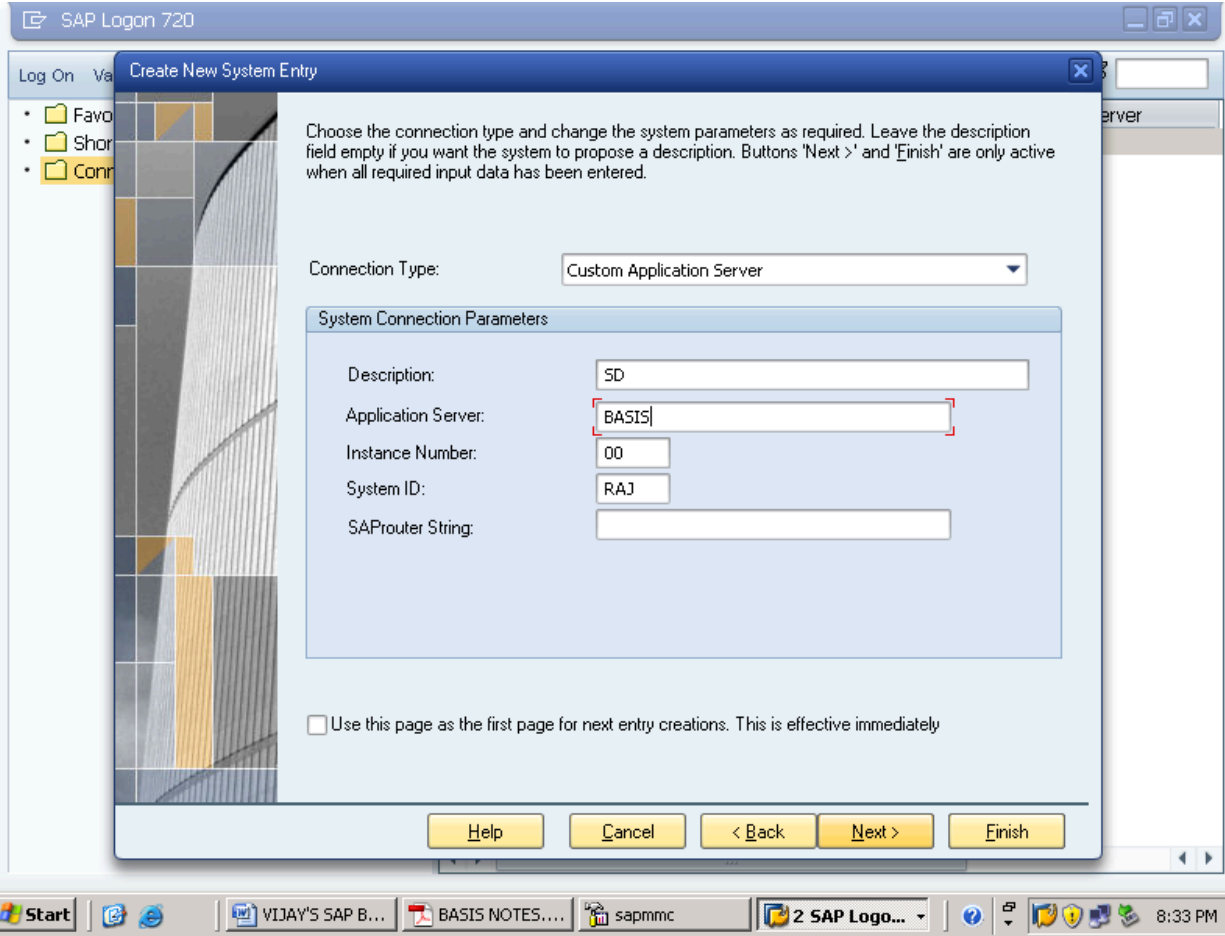 SAP Logon 720
Log On Va
Create New System Entry
Favo
Shor
Conn
erver
Choose the connection type and change the system parameters as required. Leave the description
field empty if you want the system to propose a description. Buttons 'Next >' and 'Finish' are only active
when all required input data has been entered.
Connection Type: Custom Application Server
System Connection Parameters
Description: SD
Application Server: BASIS
Instance Number: 00
System ID: RAJ
SAProuter String:
Use this page as the first page for next entry creations. This is effective immediately
Help Cancel < Back Next > Finish
Start VIJAY'S SAP B... BASIS NOTES.... sapmmc 2 SAP Logo... 8:33 PM